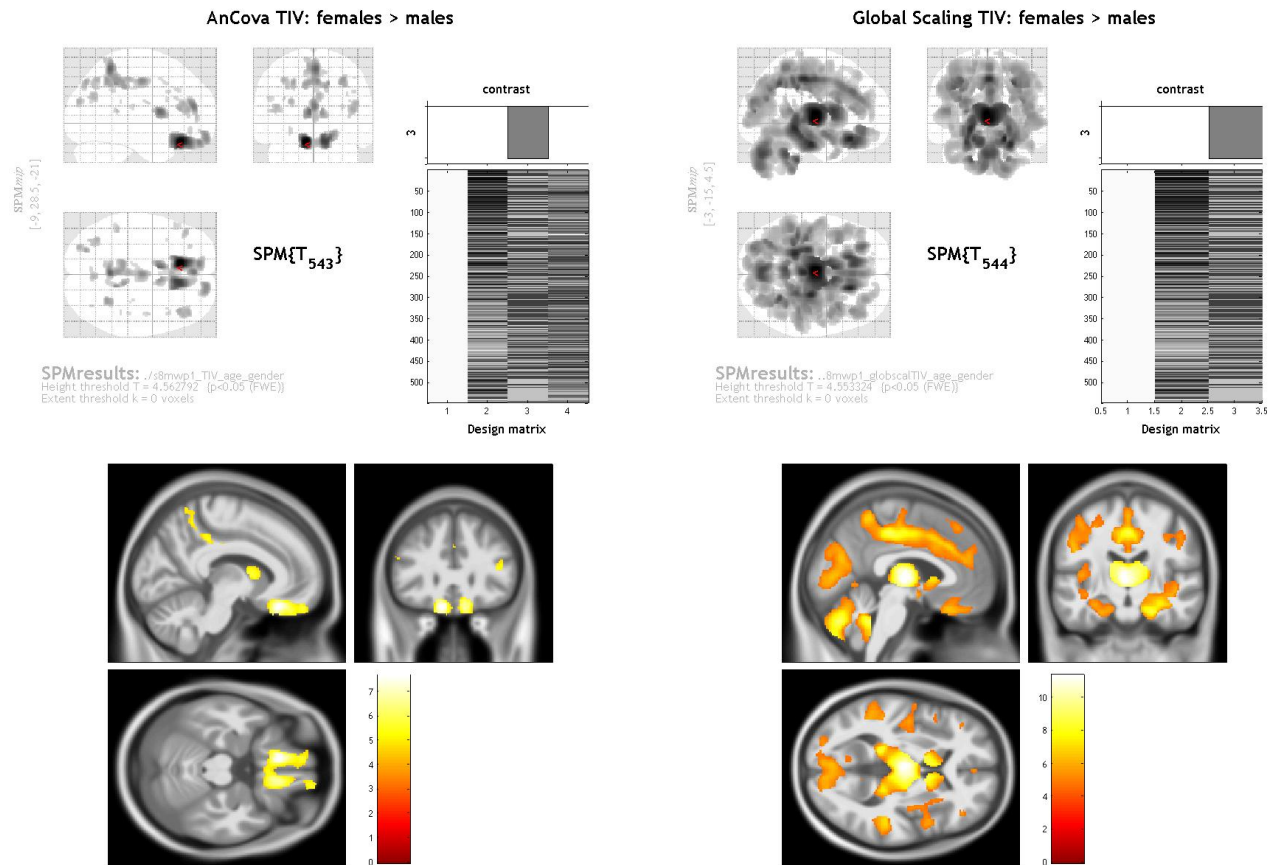 AnCova TIV: females > males
SPMmip
[-9, 28.5, -21]
<
<
<
SPM{T543}
contrast
3
50
100
150
200
250
300
350
400
450
500
1 2 3 4
Design matrix
SPMresults: ./s8mwp1_TIV_age_gender
Height threshold T = 4.562792 {p<0.05 (FWE)}
Extent threshold k = 0 voxels
7
6
5
4
3
2
1
0
Global Scaling TIV: females > males
SPMmip
[-3, -15, 4.5]
<
<
<
SPM{T544}
contrast
3
50
100
150
200
250
300
350
400
450
500
0.5 1 1.5 2 2.5 3 3.5
Design matrix
SPMresults: ..8mwp1_globscalTIV_age_gender
Height threshold T = 4.553324 {p<0.05 (FWE)}
Extent threshold k = 0 voxels
10
8
6
4
2
0